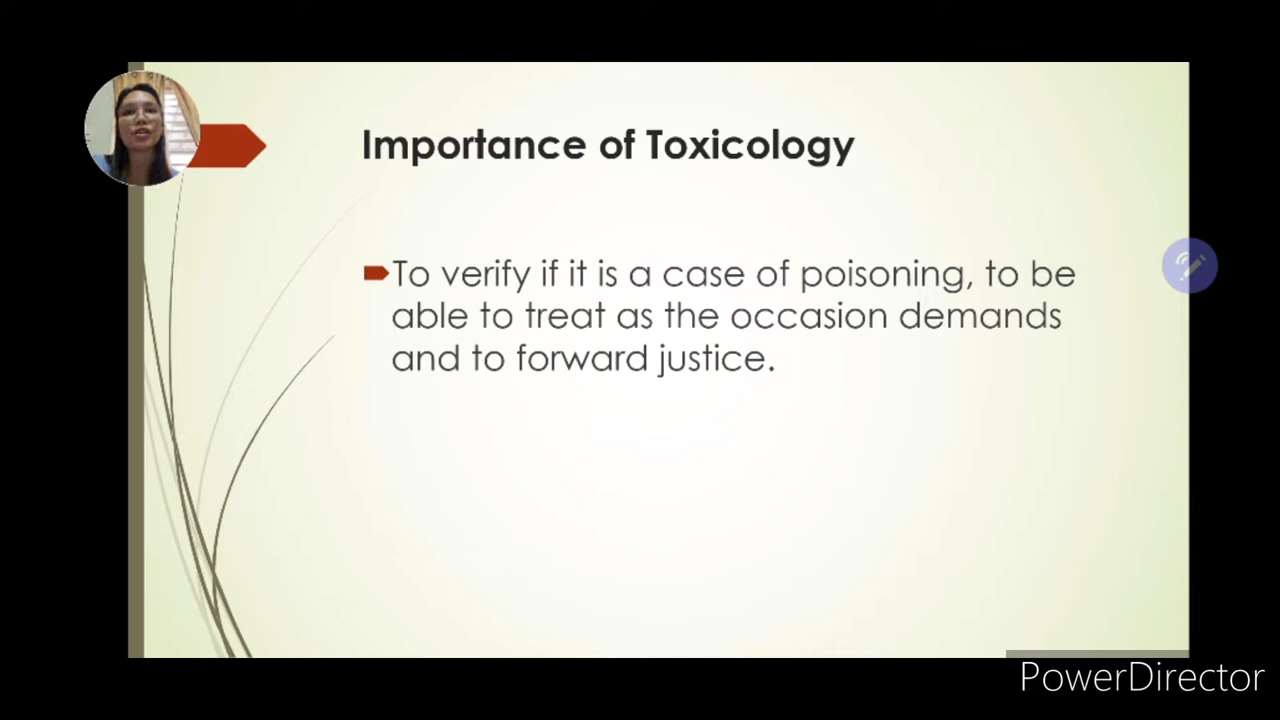 Importance of Toxicology
To verify if it is a case of poisoning, to be
able to treat as the occasion demands
and to forward justice.
PowerDirector